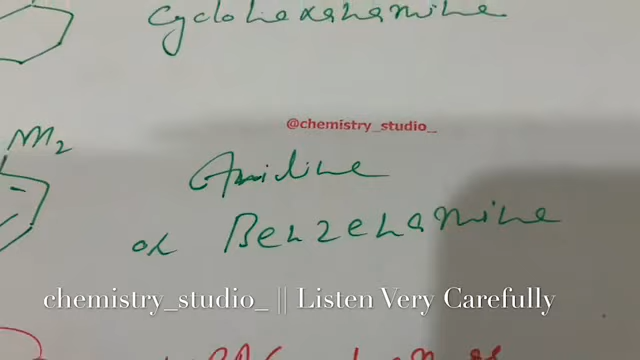 Cyclohexanamine
@chemistry_studio_
NH2
Aniline
or Benzenamine
chemistry_studio_ || Listen Very Carefully